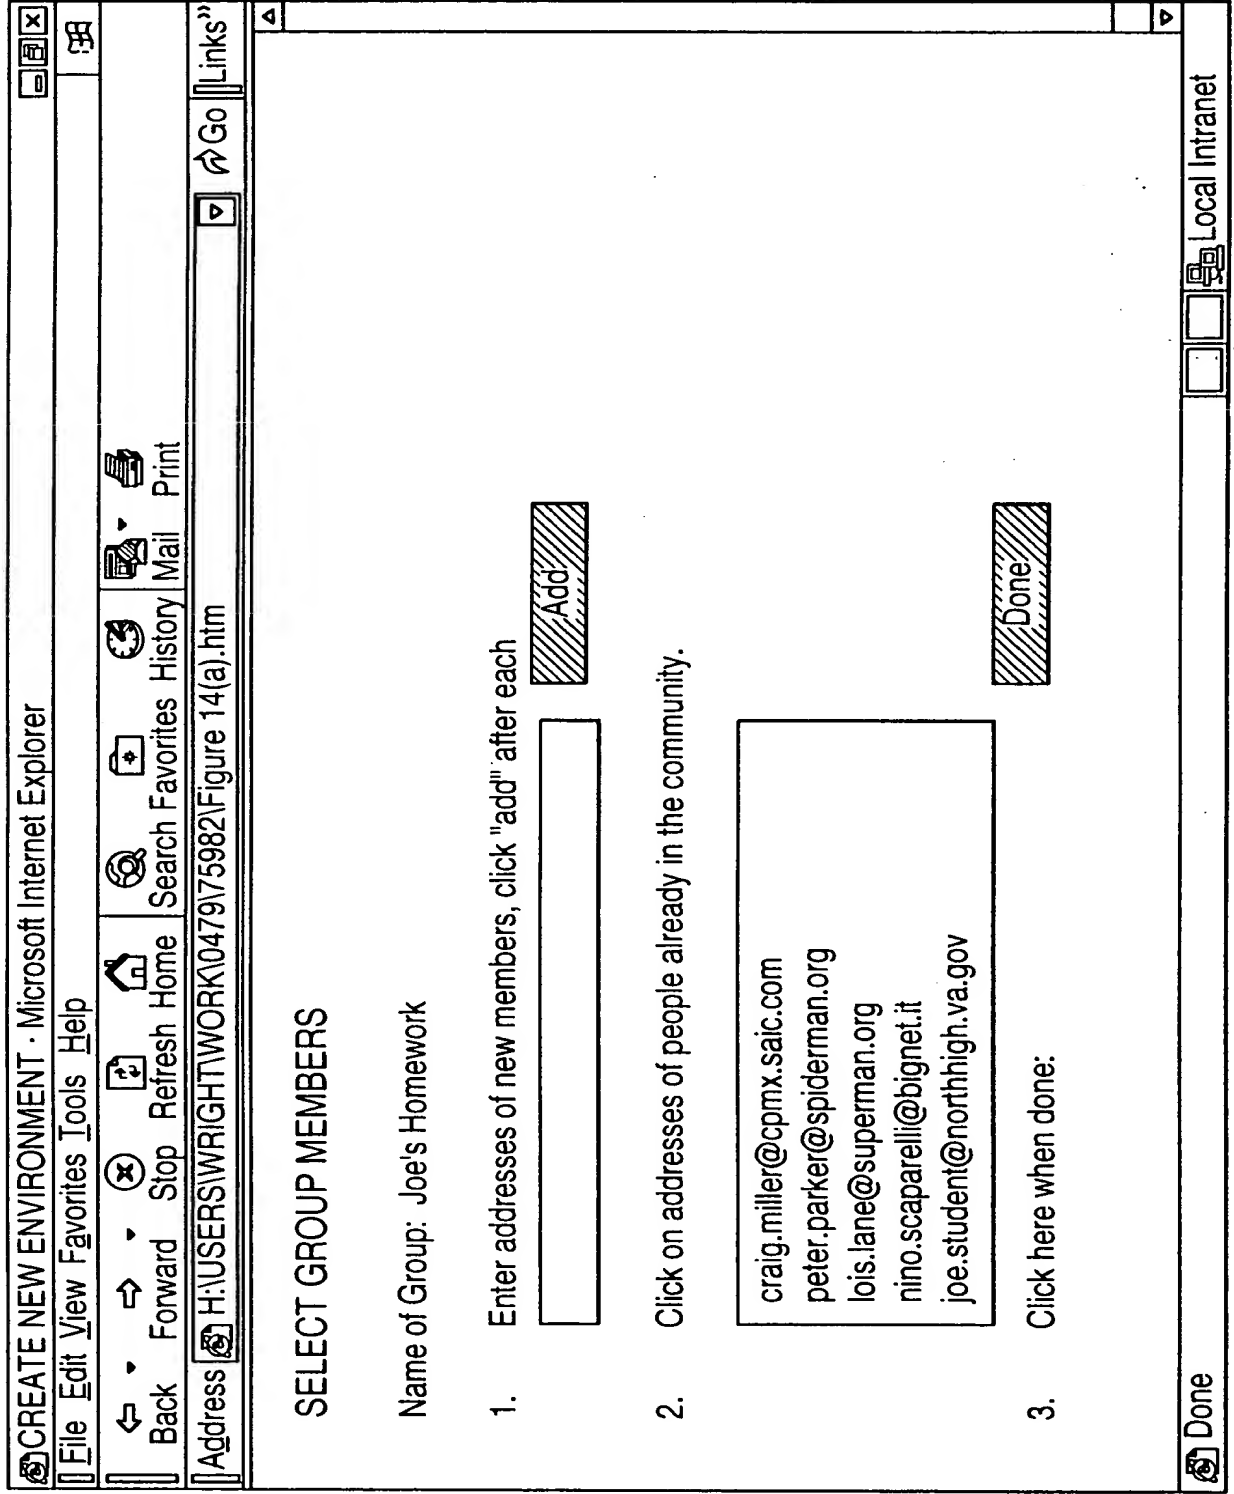 CREATE NEW ENVIRONMENT · Microsoft Internet Explorer
File Edit View Favorites Tools Help
Back Forward Stop Refresh Home Search Favorites History Mail Print
Address H:\USERS\WRIGHTWORK\0479\75982\Figure 14(a).htm Go Links»
SELECT GROUP MEMBERS
Name of Group: Joe's Homework
1. Enter addresses of new members, click "add" after each
Add
2. Click on addresses of people already in the community.
craig.miller@cpmx.saic.com
peter.parker@spiderman.org
lois.lane@superman.org
nino.scaparelli@bignet.it
joe.student@northhigh.va.gov
3. Click here when done:
Done
Done Local Intranet